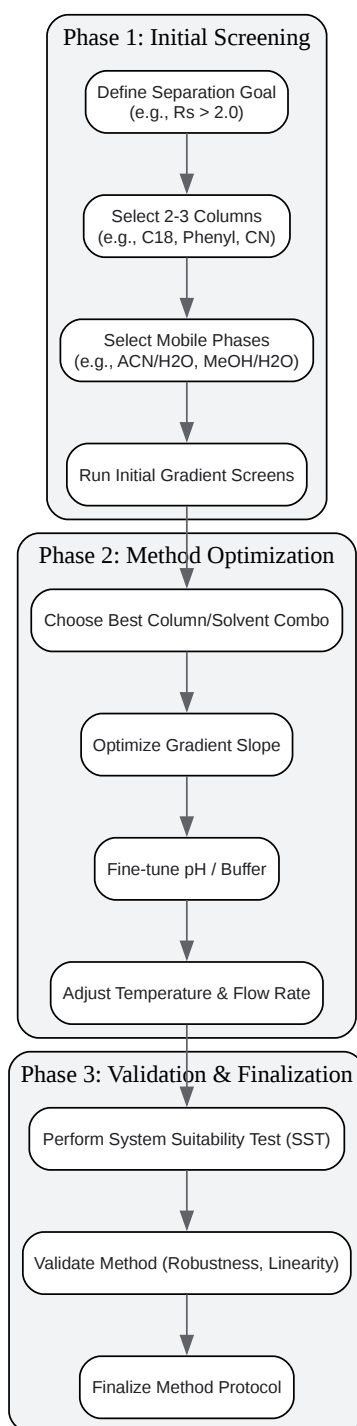 Phase 1: Initial Screening
Define Separation Goal
(e.g., Rs > 2.0)
Select 2-3 Columns
(e.g., C18, Phenyl, CN)
Select Mobile Phases
(e.g., ACN/H2O, MeOH/H2O)
Run Initial Gradient Screens
Phase 2: Method Optimization
Choose Best Column/Solvent Combo
Optimize Gradient Slope
Fine-tune pH / Buffer
Adjust Temperature & Flow Rate
Phase 3: Validation & Finalization
Perform System Suitability Test (SST)
Validate Method (Robustness, Linearity)
Finalize Method Protocol